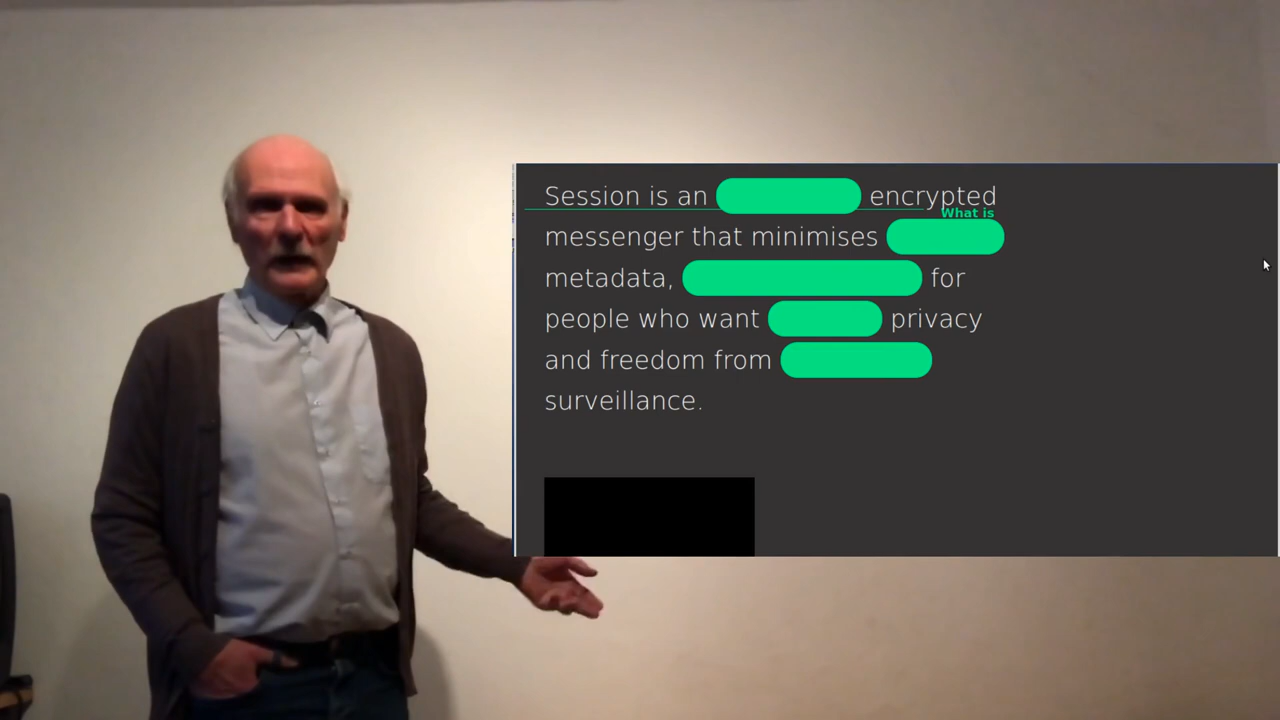 Session is an encrypted
What is
messenger that minimises
metadata, for
people who want privacy
and freedom from
surveillance.